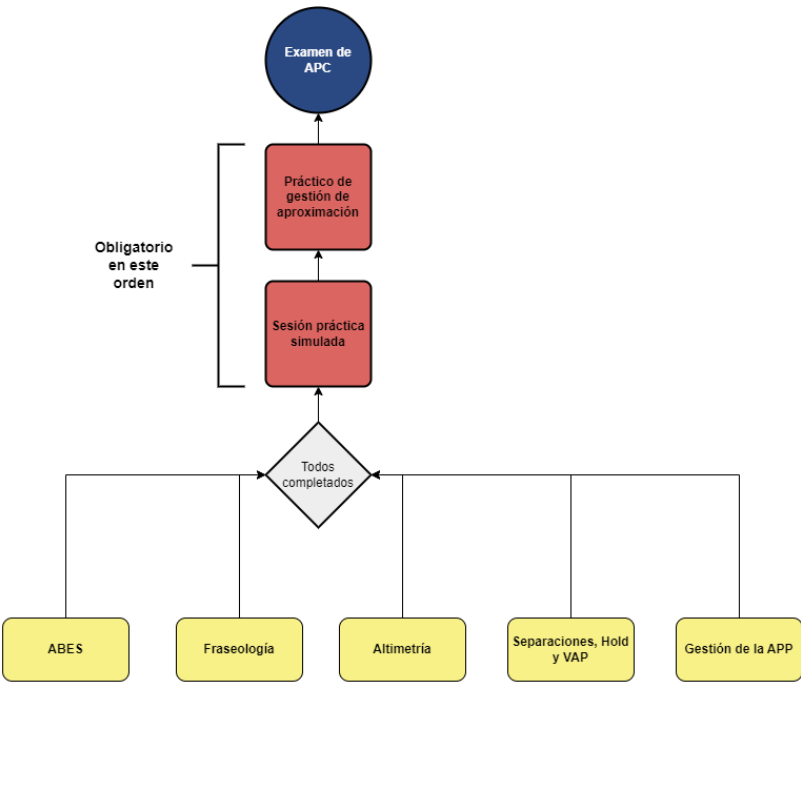 Examen de
APC
Práctico de
gestión de
aproximación
Obligatorio
en este
orden
Sesión práctica
simulada
Todos
completados
ABES
Fraseología
Altimetría
Separaciones, Hold
y VAP
Gestión de la APP